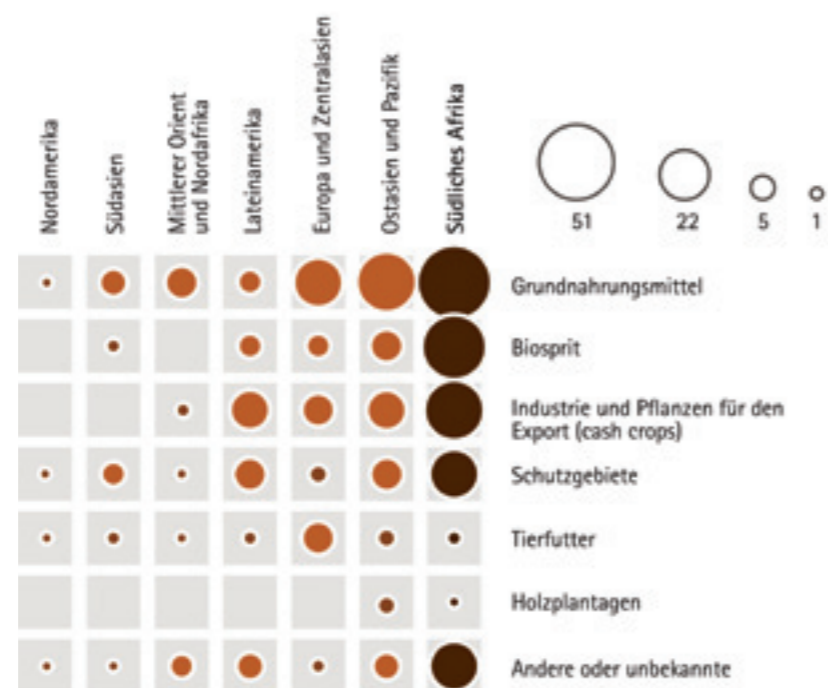 Nordamerika
Südasien
Mittlerer Orient
und Nordafrika
Lateinamerika
Europa und Zentralasien
Ostasien und Pazifik
Südliches Afrika
51
22
5
1
Grundnahrungsmittel
Biosprit
Industrie und Pflanzen für den
Export (cash crops)
Schutzgebiete
Tierfutter
Holzplantagen
Andere oder unbekannte